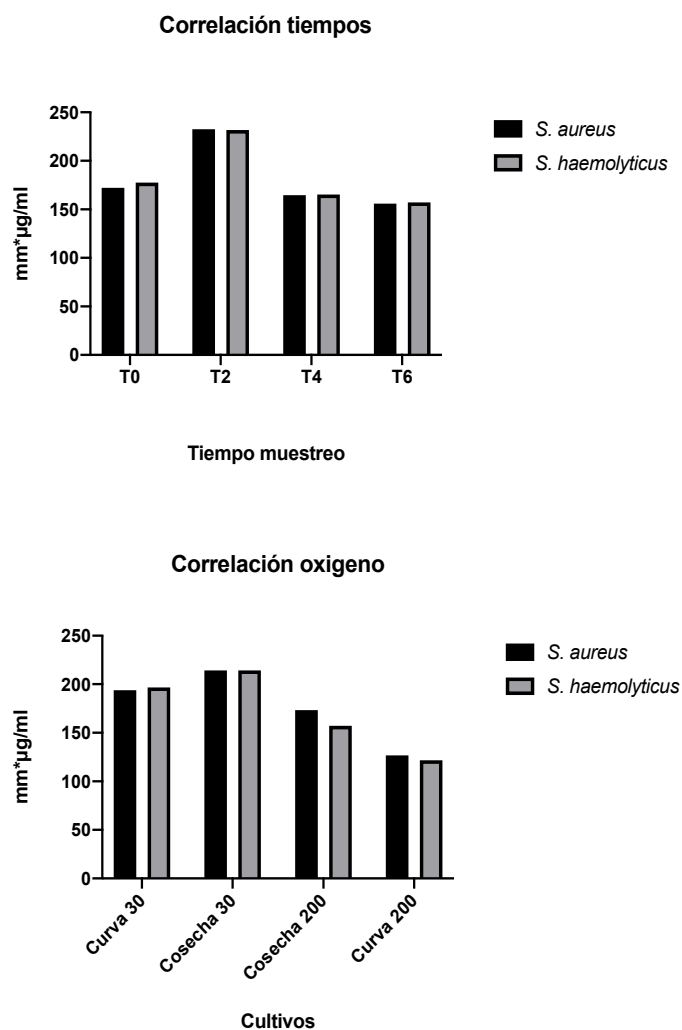 Correlación tiempos
250
200
150
100
50
0
mm*µg/ml
T0 T2 T4 T6
Tiempo muestreo
S. aureus
S. haemolyticus
Correlación oxigeno
250
200
150
100
50
0
mm*µg/ml
Curva 30
Cosecha 30
Cosecha 200
Curva 200
Cultivos
S. aureus
S. haemolyticus